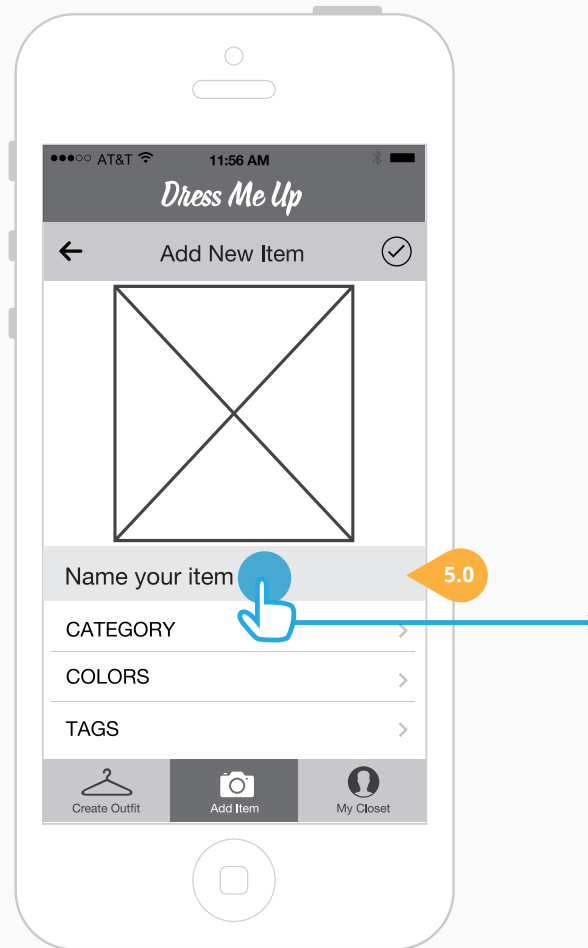 AT&T 11:56 AM
Dress Me Up
Add New Item
Name your item
5.0
CATEGORY
COLORS
TAGS
Create Outfit Add Item My Closet